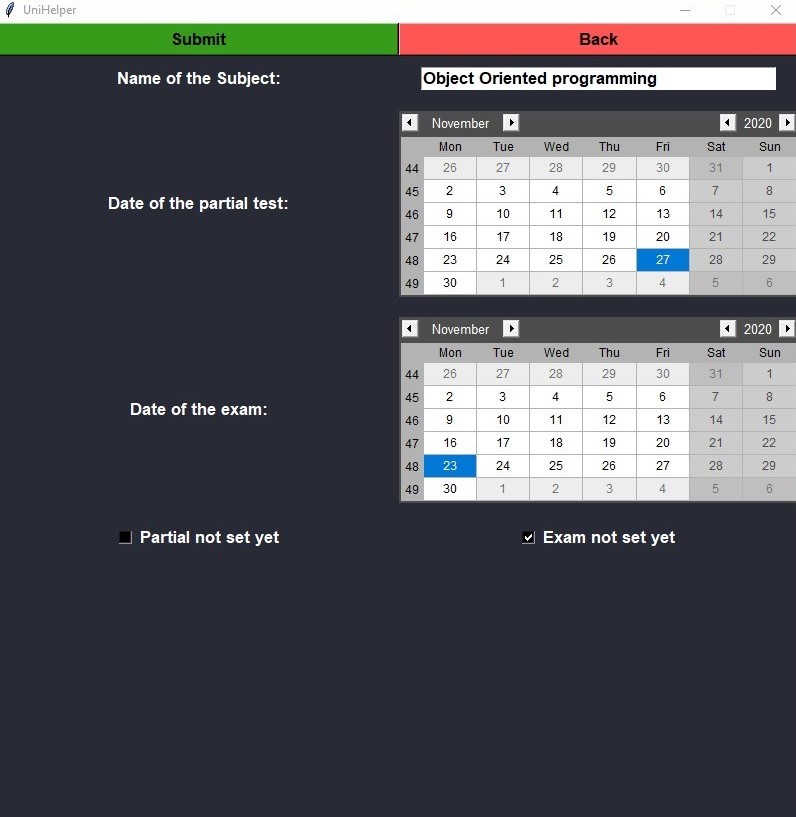 UniHelper
Submit Back
Name of the Subject: Object Oriented programming
Date of the partial test:
November 2020
Mon Tue Wed Thu Fri Sat Sun
44 26 27 28 29 30 31 1
45 2 3 4 5 6 7 8
46 9 10 11 12 13 14 15
47 16 17 18 19 20 21 22
48 23 24 25 26 27 28 29
49 30 1 2 3 4 5 6
Date of the exam:
November 2020
Mon Tue Wed Thu Fri Sat Sun
44 26 27 28 29 30 31 1
45 2 3 4 5 6 7 8
46 9 10 11 12 13 14 15
47 16 17 18 19 20 21 22
48 23 24 25 26 27 28 29
49 30 1 2 3 4 5 6
Partial not set yet Exam not set yet